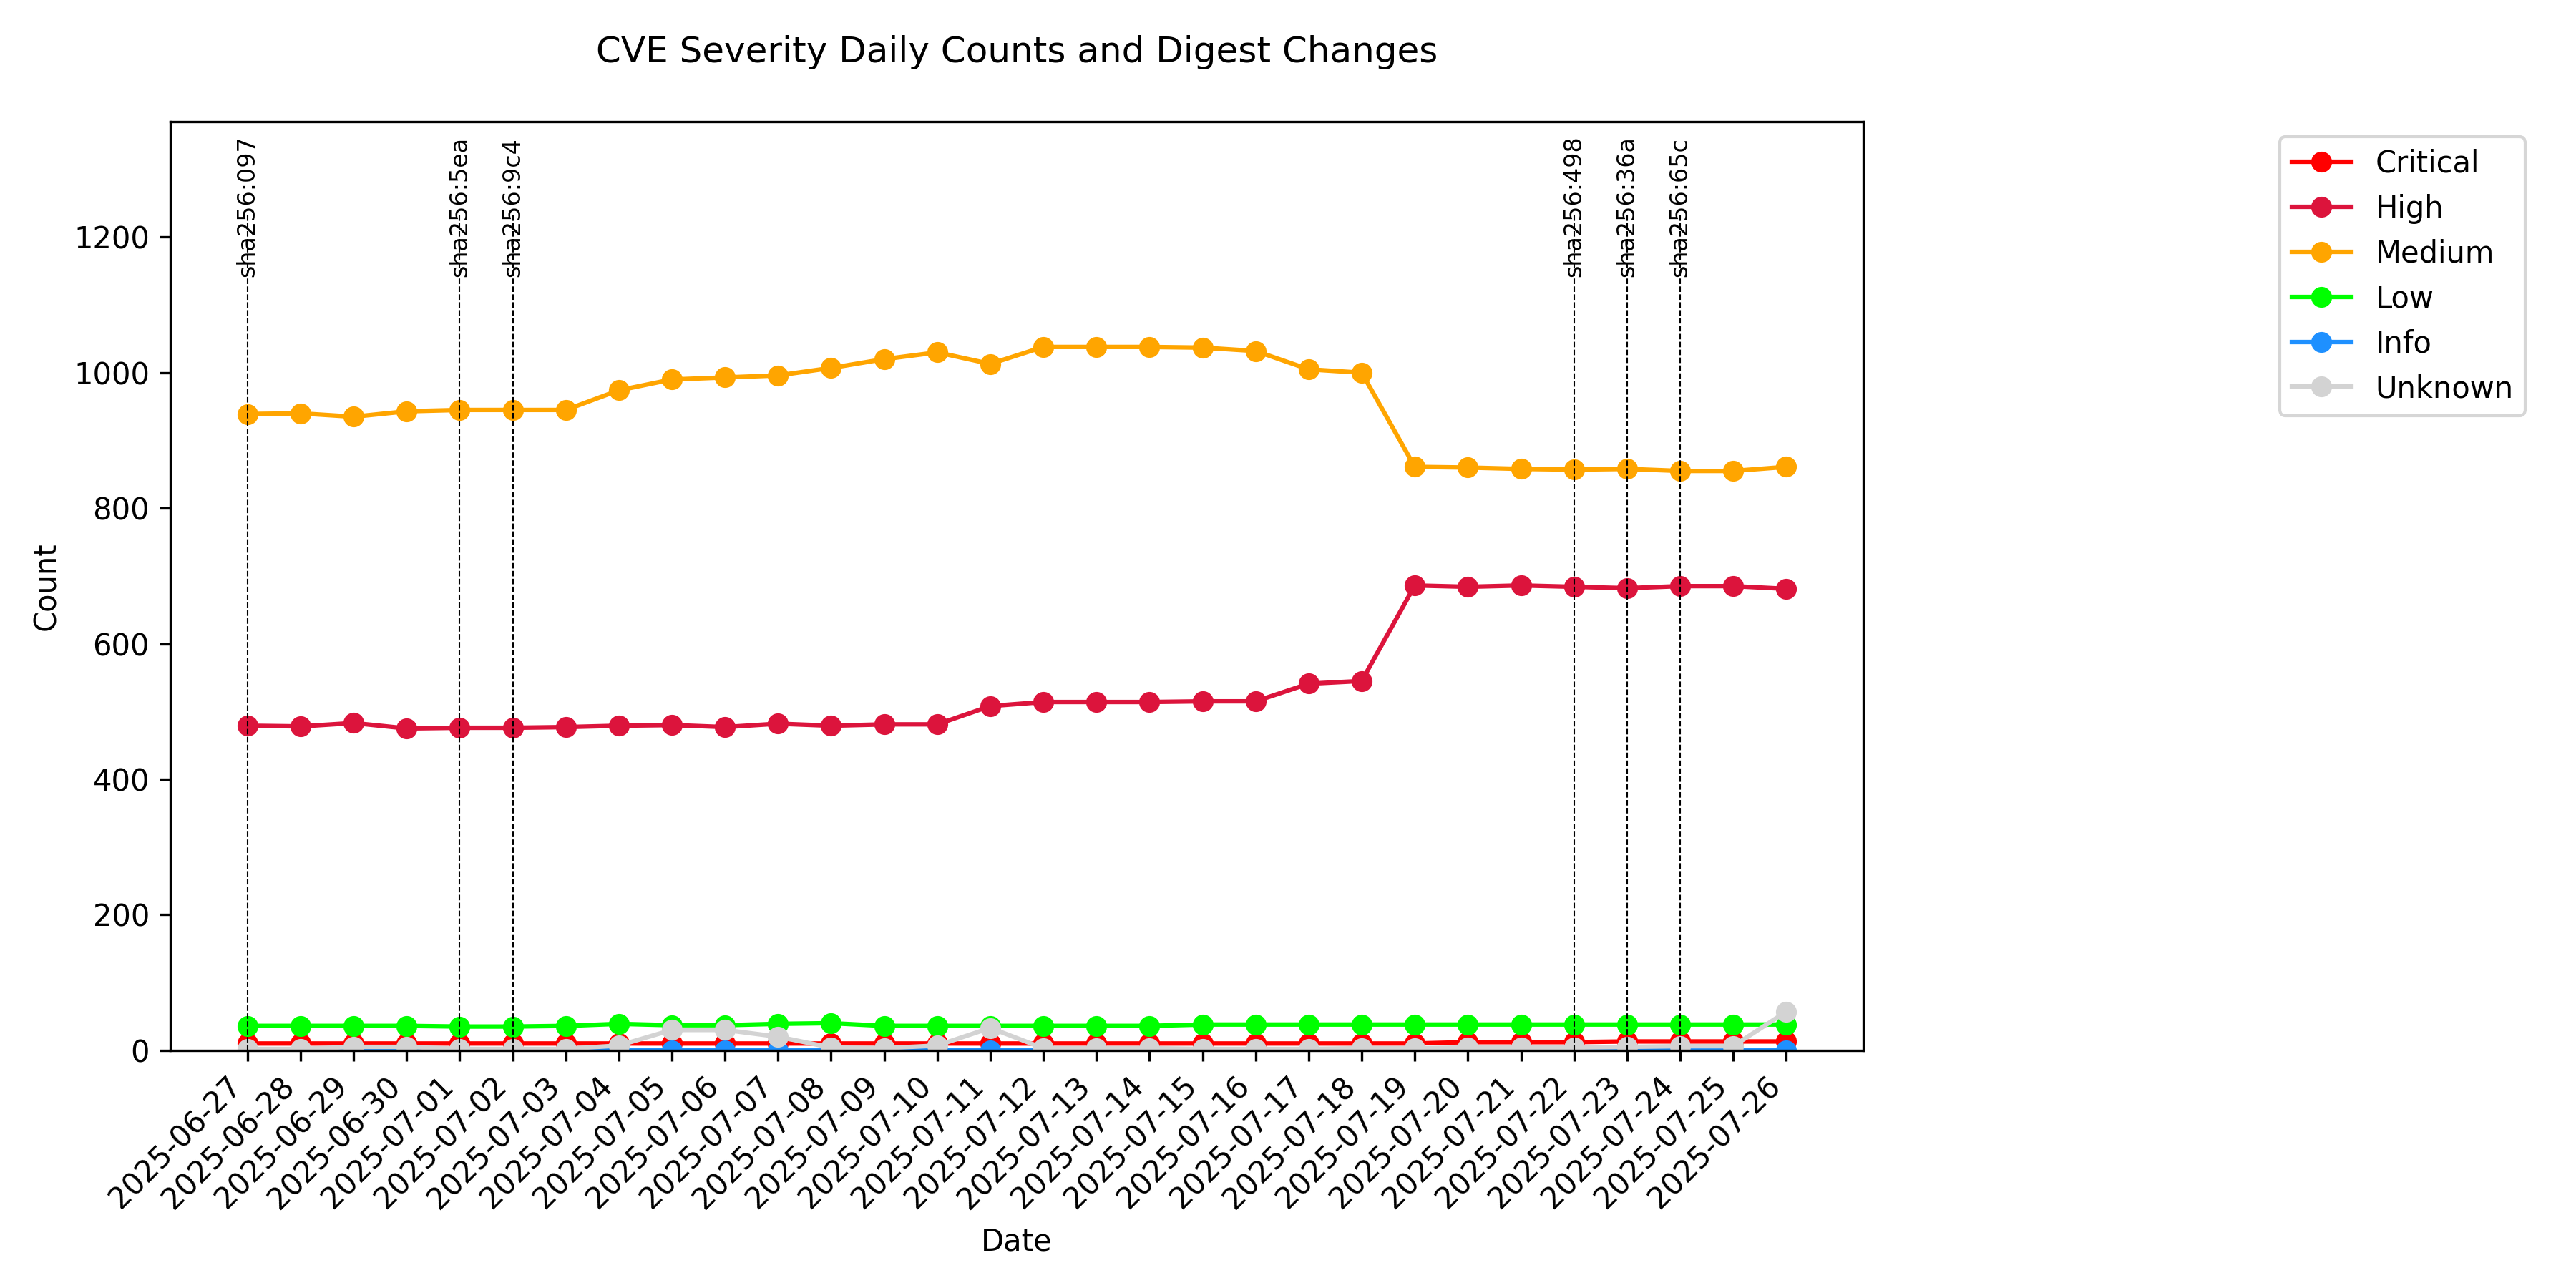 CVE Severity Daily Counts and Digest Changes
sha256:097
sha256:5ea
sha256:9c4
sha256:498
sha256:36a
sha256:65c
Critical
High
Medium
Low
Info
Unknown
Count
1200
1000
800
600
400
200
0
2025-06-27
2025-06-28
2025-06-29
2025-06-30
2025-07-01
2025-07-02
2025-07-03
2025-07-04
2025-07-05
2025-07-06
2025-07-07
2025-07-08
2025-07-09
2025-07-10
2025-07-11
2025-07-12
2025-07-13
2025-07-14
2025-07-15
2025-07-16
2025-07-17
2025-07-18
2025-07-19
2025-07-20
2025-07-21
2025-07-22
2025-07-23
2025-07-24
2025-07-25
2025-07-26
Date